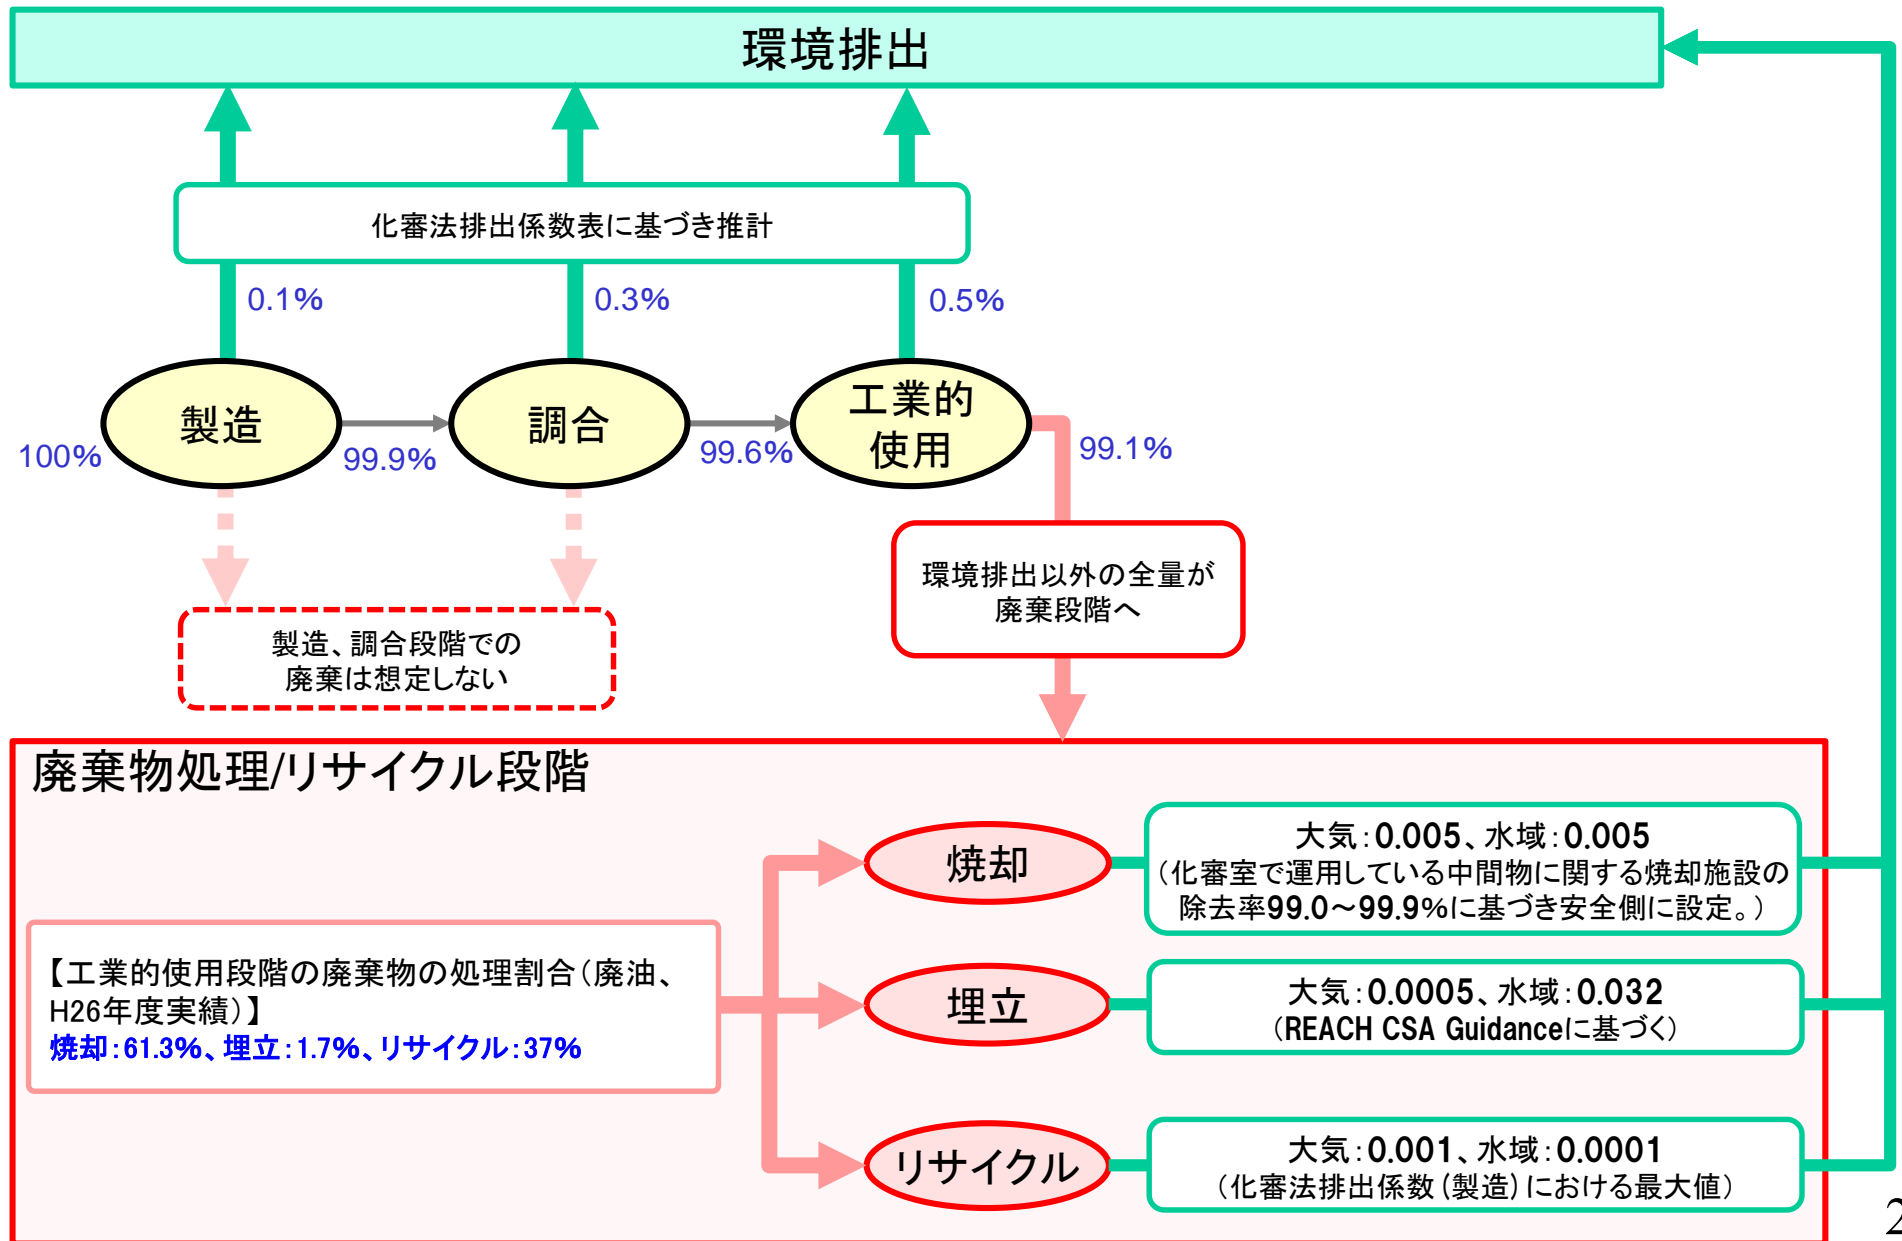 環境排出
化審法排出係数表に基づき推計
0.1%
0.3%
0.5%
製造
調合
工業的
使用
100%
99.9%
99.6%
99.1%
製造、調合段階での
廃棄は想定しない
環境排出以外の全量が
廃棄段階へ
廃棄物処理/リサイクル段階
【工業的使用段階の廃棄物の処理割合（廃油、
H26年度実績）】
焼却：61.3%、埋立：1.7%、リサイクル：37%
焼却
大気：0.005、水域：0.005
（化審室で運用している中間物に関する焼却施設の
除去率99.0～99.9%に基づき安全側に設定。）
埋立
大気：0.0005、水域：0.032
（REACH CSA Guidanceに基づく）
リサイクル
大気：0.001、水域：0.0001
（化審法排出係数（製造）における最大値）
2